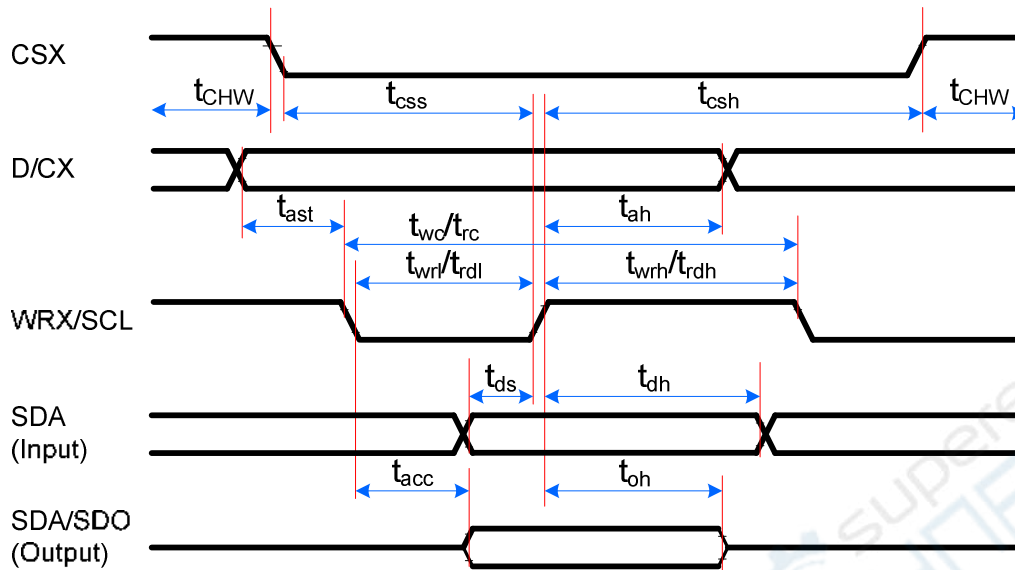 CSX
tCHW
tcss
tcsh
tCHW
D/CX
tast
tah
twc/trc
twrl/trdl
twrh/trdh
WRX/SCL
tds
tdh
SDA
(Input)
tacc
toh
SDA/SDO
(Output)